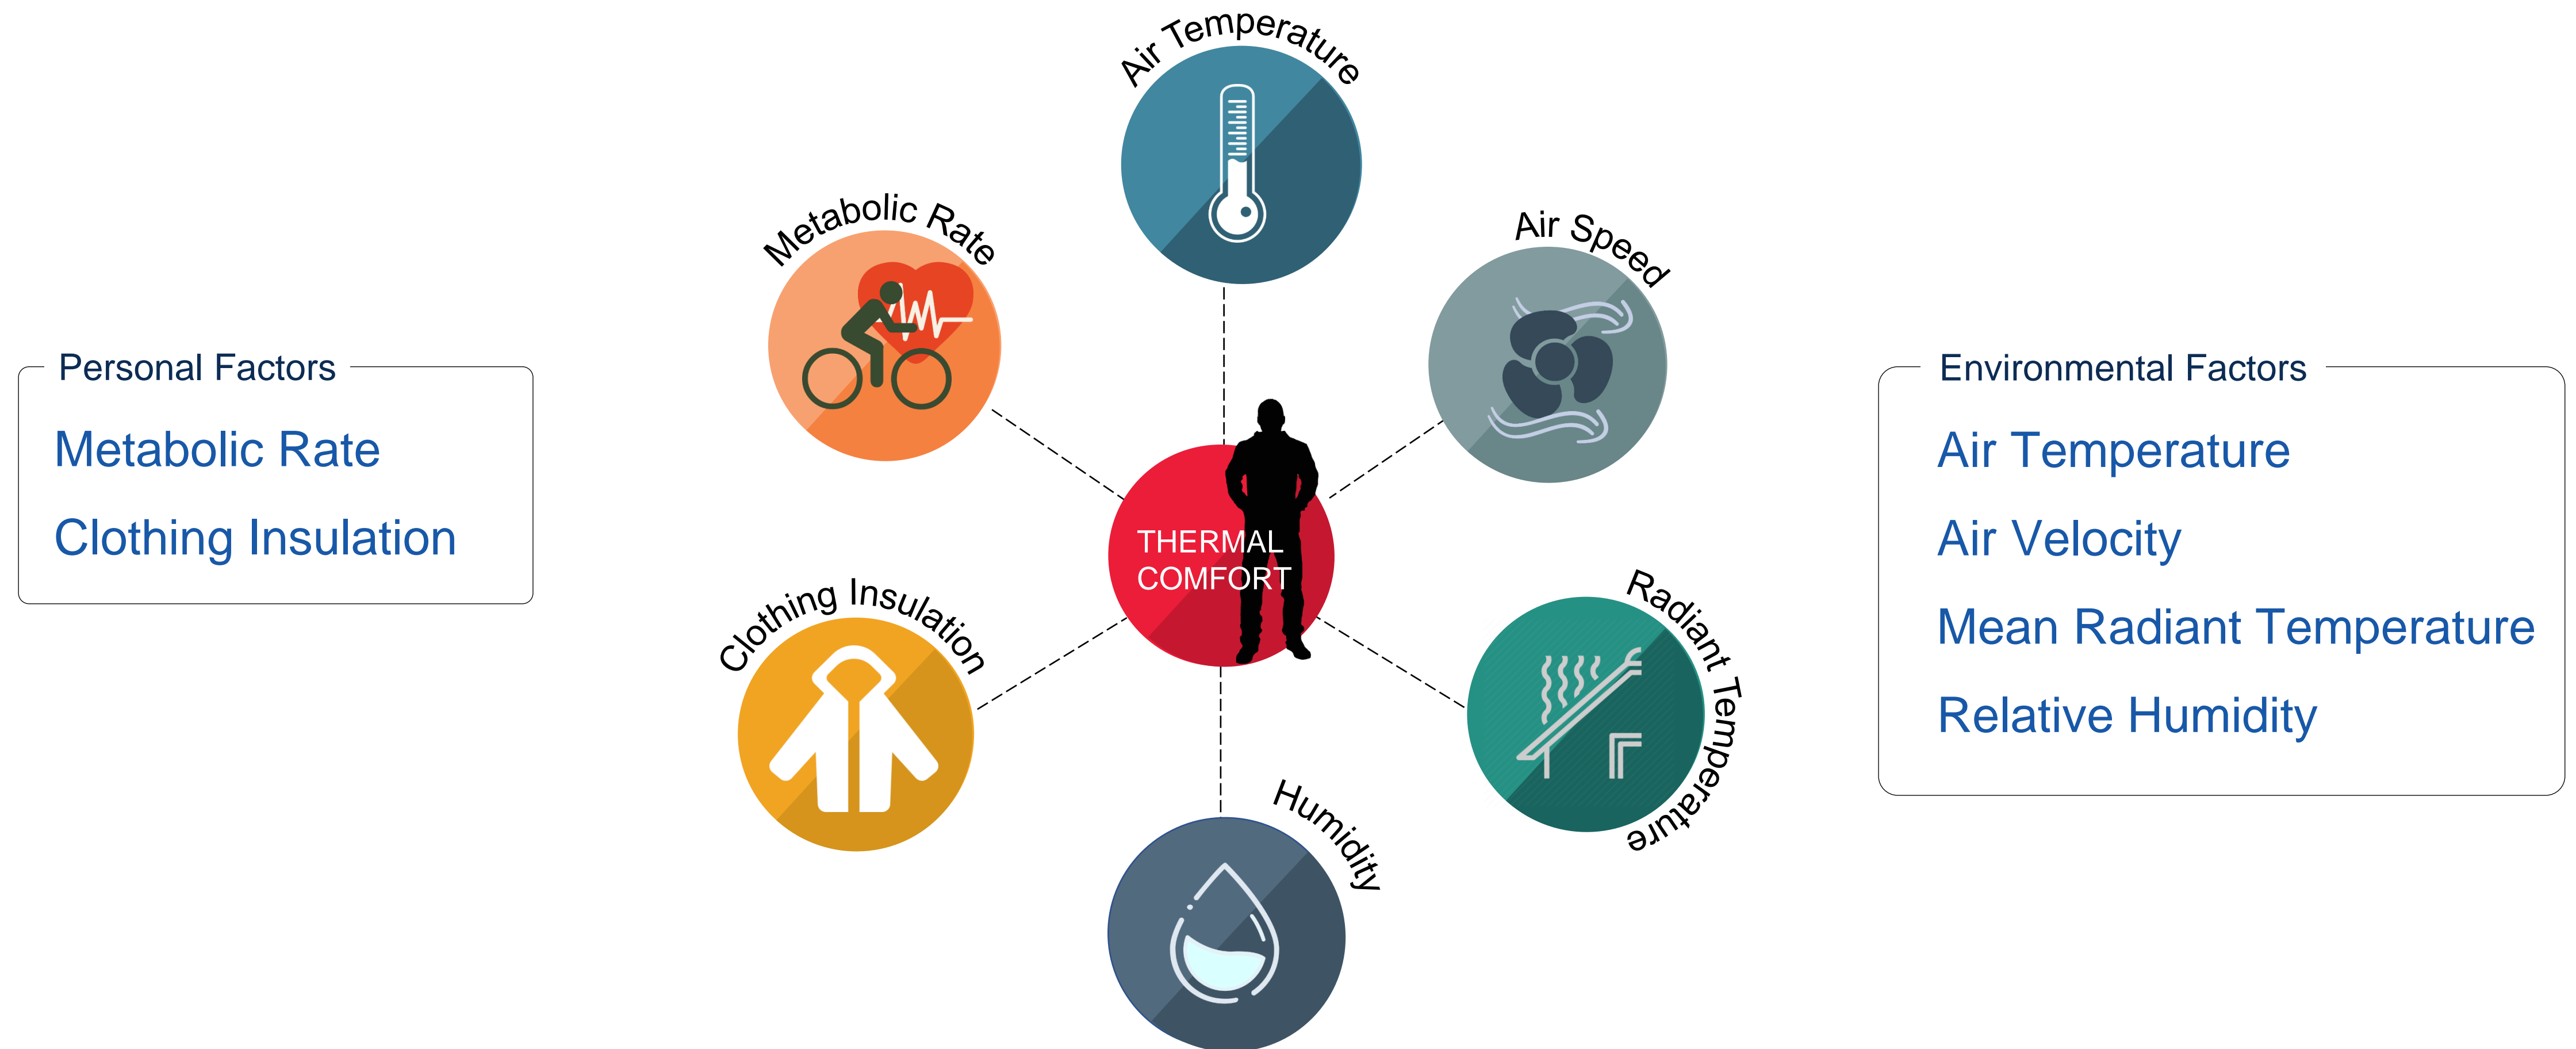 Air Temperature
Metabolic Rate
Air Speed
Personal Factors
Metabolic Rate
Clothing Insulation
THERMAL
COMFORT
Clothing Insulation
Radiant Temperature
Humidity
Environmental Factors
Air Temperature
Air Velocity
Mean Radiant Temperature
Relative Humidity